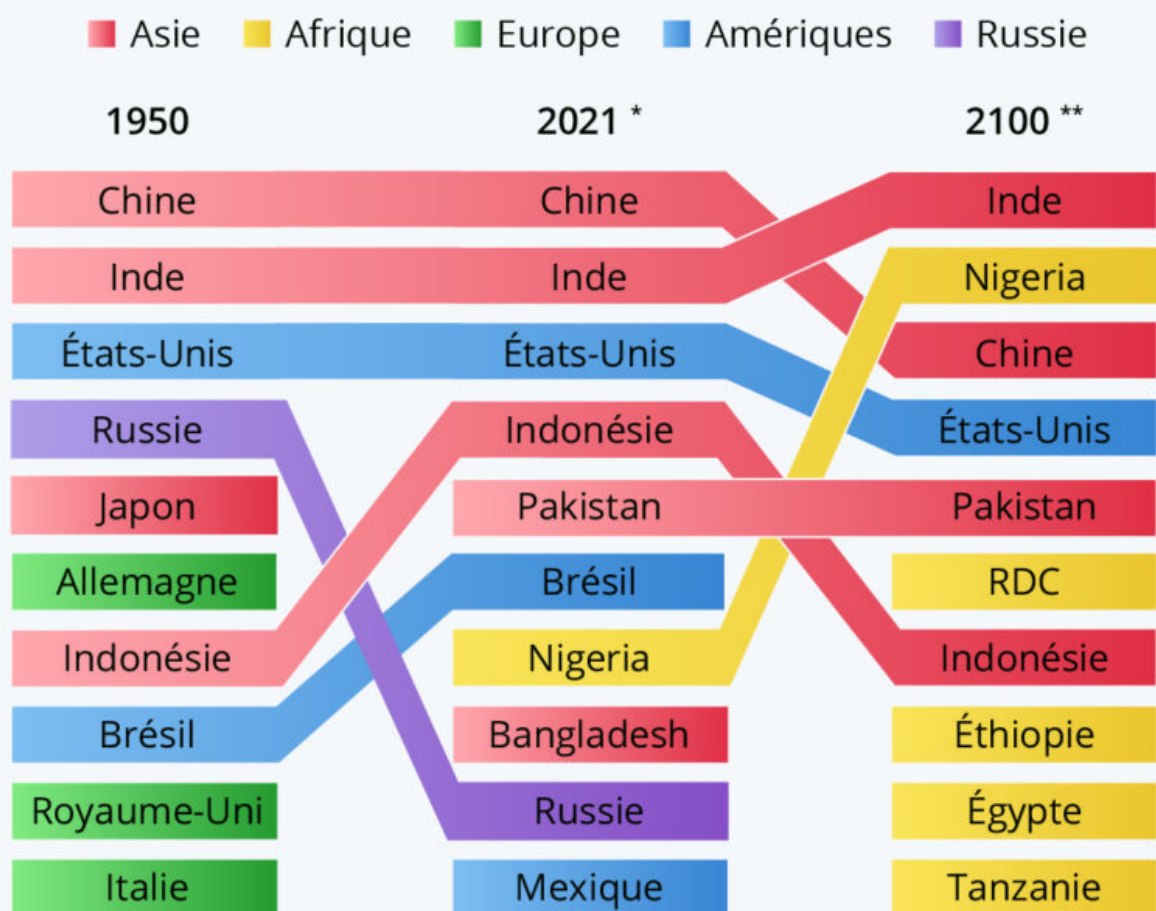 Asie Afrique Europe Amériques Russie
1950 2021 * 2100 **
Chine Chine Inde
Inde Inde Nigeria
États-Unis États-Unis Chine
Russie Indonésie États-Unis
Japon Pakistan Pakistan
Allemagne Brésil RDC
Indonésie Nigeria Indonésie
Brésil Bangladesh Éthiopie
Royaume-Uni Russie Égypte
Italie Mexique Tanzanie